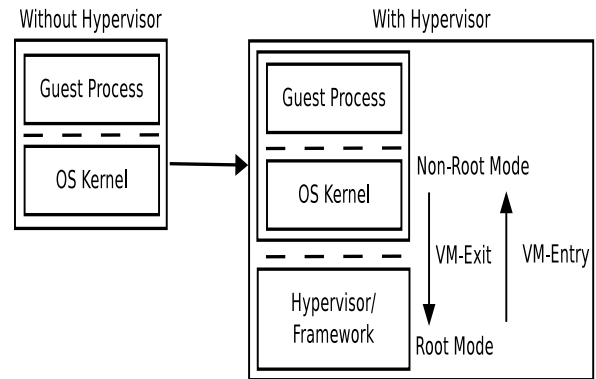 Without Hypervisor
Guest Process
OS Kernel
With Hypervisor
Guest Process
OS Kernel
Hypervisor/
Framework
Non-Root Mode
VM-Exit
VM-Entry
Root Mode